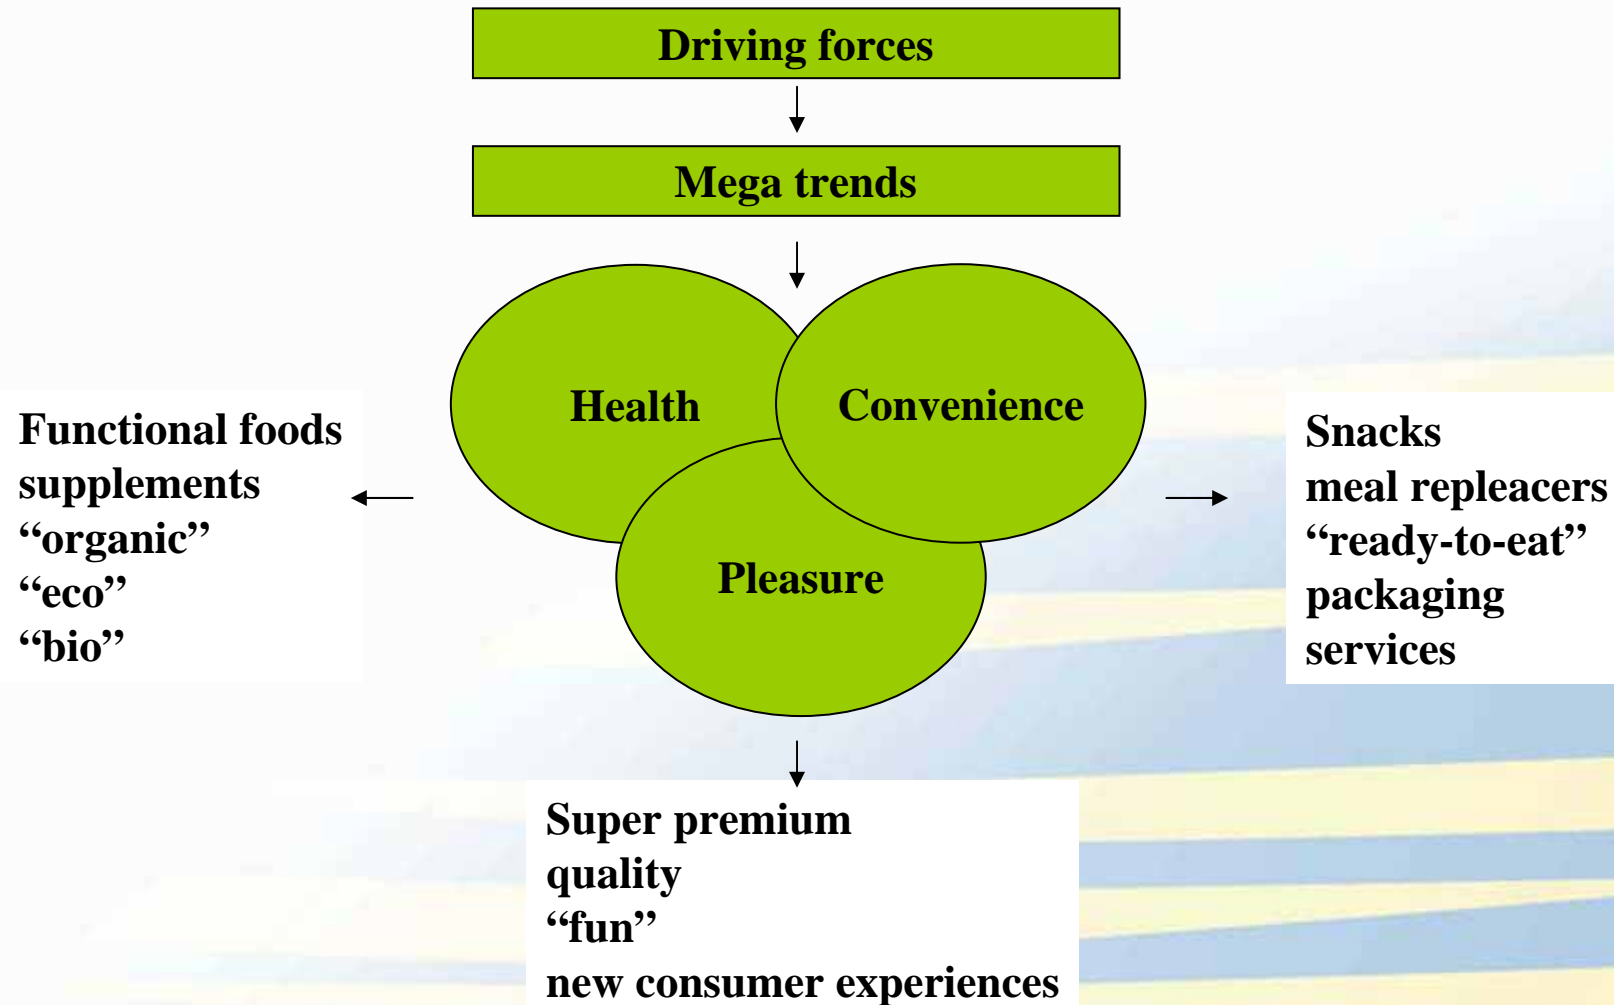 Driving forces
Mega trends
Health
Convenience
Pleasure
Functional foods
supplements
“organic”
“eco”
“bio”
Snacks
meal repleacers
“ready-to-eat”
packaging
services
Super premium
quality
“fun”
new consumer experiences